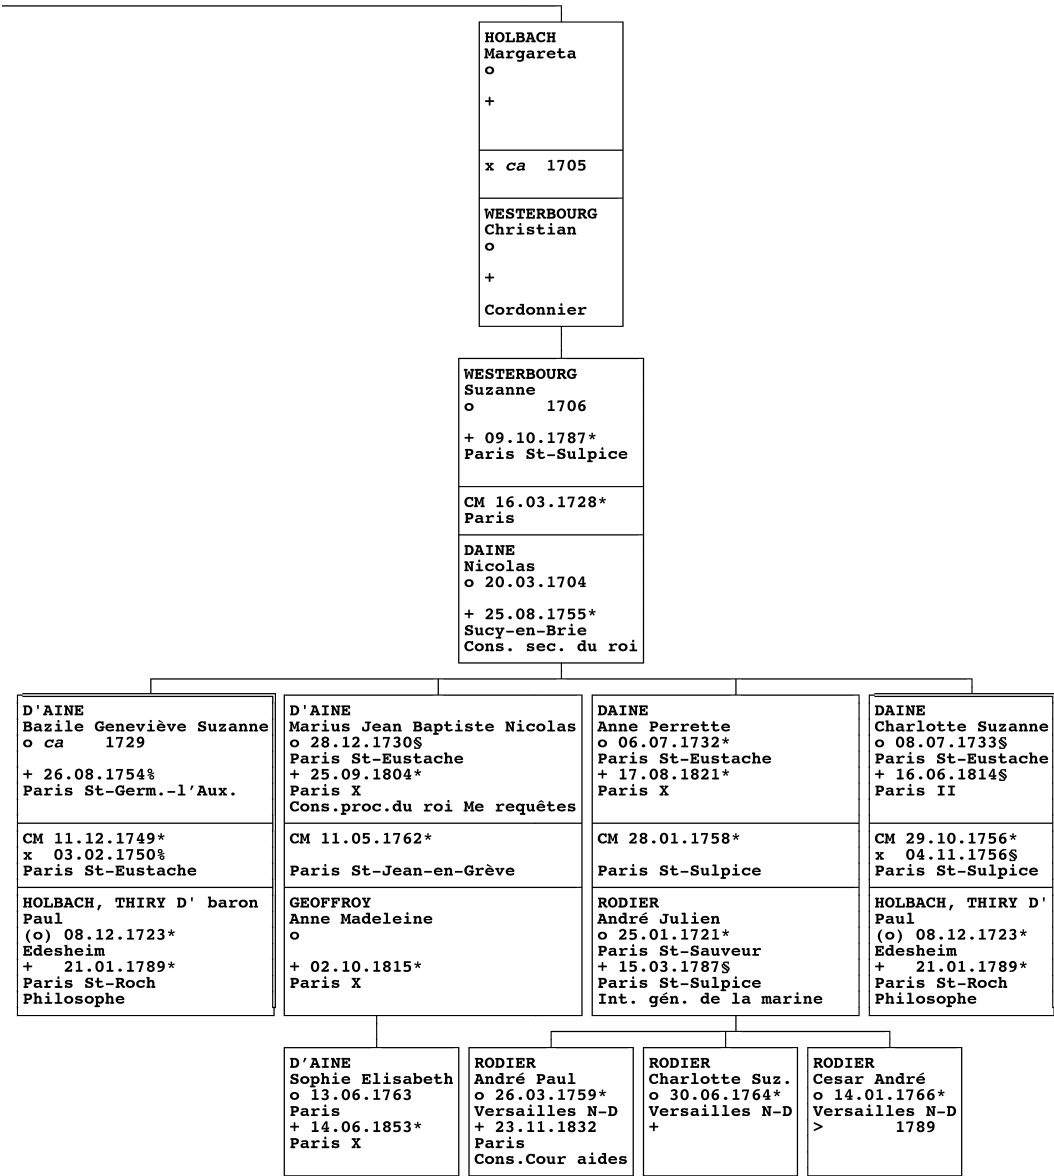 HOLBACH
Margareta
o
+
x ca 1705
WESTERBOURG
Christian
o
+
Cordonnier
WESTERBOURG
Suzanne
o 1706
+ 09.10.1787*
Paris St-Sulpice
CM 16.03.1728*
Paris
DAINE
Nicolas
o 20.03.1704
+ 25.08.1755*
Sucy-en-Brie
Cons. sec. du roi
D'AINE
Bazile Geneviève Suzanne
o ca 1729
+ 26.08.1754%
Paris St-Germ.-l'Aux.
CM 11.12.1749*
x 03.02.1750%
Paris St-Eustache
HOLBACH, THIRY D' baron
Paul
(o) 08.12.1723*
Edesheim
+ 21.01.1789*
Paris St-Roch
Philosophe
D'AINE
Marius Jean Baptiste Nicolas
o 28.12.1730§
Paris St-Eustache
+ 25.09.1804*
Paris X
Cons.proc.du roi Me requêtes
CM 11.05.1762*
Paris St-Jean-en-Grève
GEOFFROY
Anne Madeleine
o
+ 02.10.1815*
Paris X
DAINE
Anne Perrette
o 06.07.1732*
Paris St-Eustache
+ 17.08.1821*
Paris X
CM 28.01.1758*
Paris St-Sulpice
RODIER
André Julien
o 25.01.1721*
Paris St-Sauveur
+ 15.03.1787§
Paris St-Sulpice
Int. gén. de la marine
DAINE
Charlotte Suzanne
o 08.07.1733§
Paris St-Eustache
+ 16.06.1814§
Paris II
CM 29.10.1756*
x 04.11.1756§
Paris St-Sulpice
HOLBACH, THIRY D'
Paul
(o) 08.12.1723*
Edesheim
+ 21.01.1789*
Paris St-Roch
Philosophe
D'AINE
Sophie Elisabeth
o 13.06.1763
Paris
+ 14.06.1853*
Paris X
RODIER
André Paul
o 26.03.1759*
Versailles N-D
+ 23.11.1832
Paris
Cons.Cour aides
RODIER
Charlotte Suz.
o 30.06.1764*
Versailles N-D
+
RODIER
Cesar André
o 14.01.1766*
Versailles N-D
> 1789